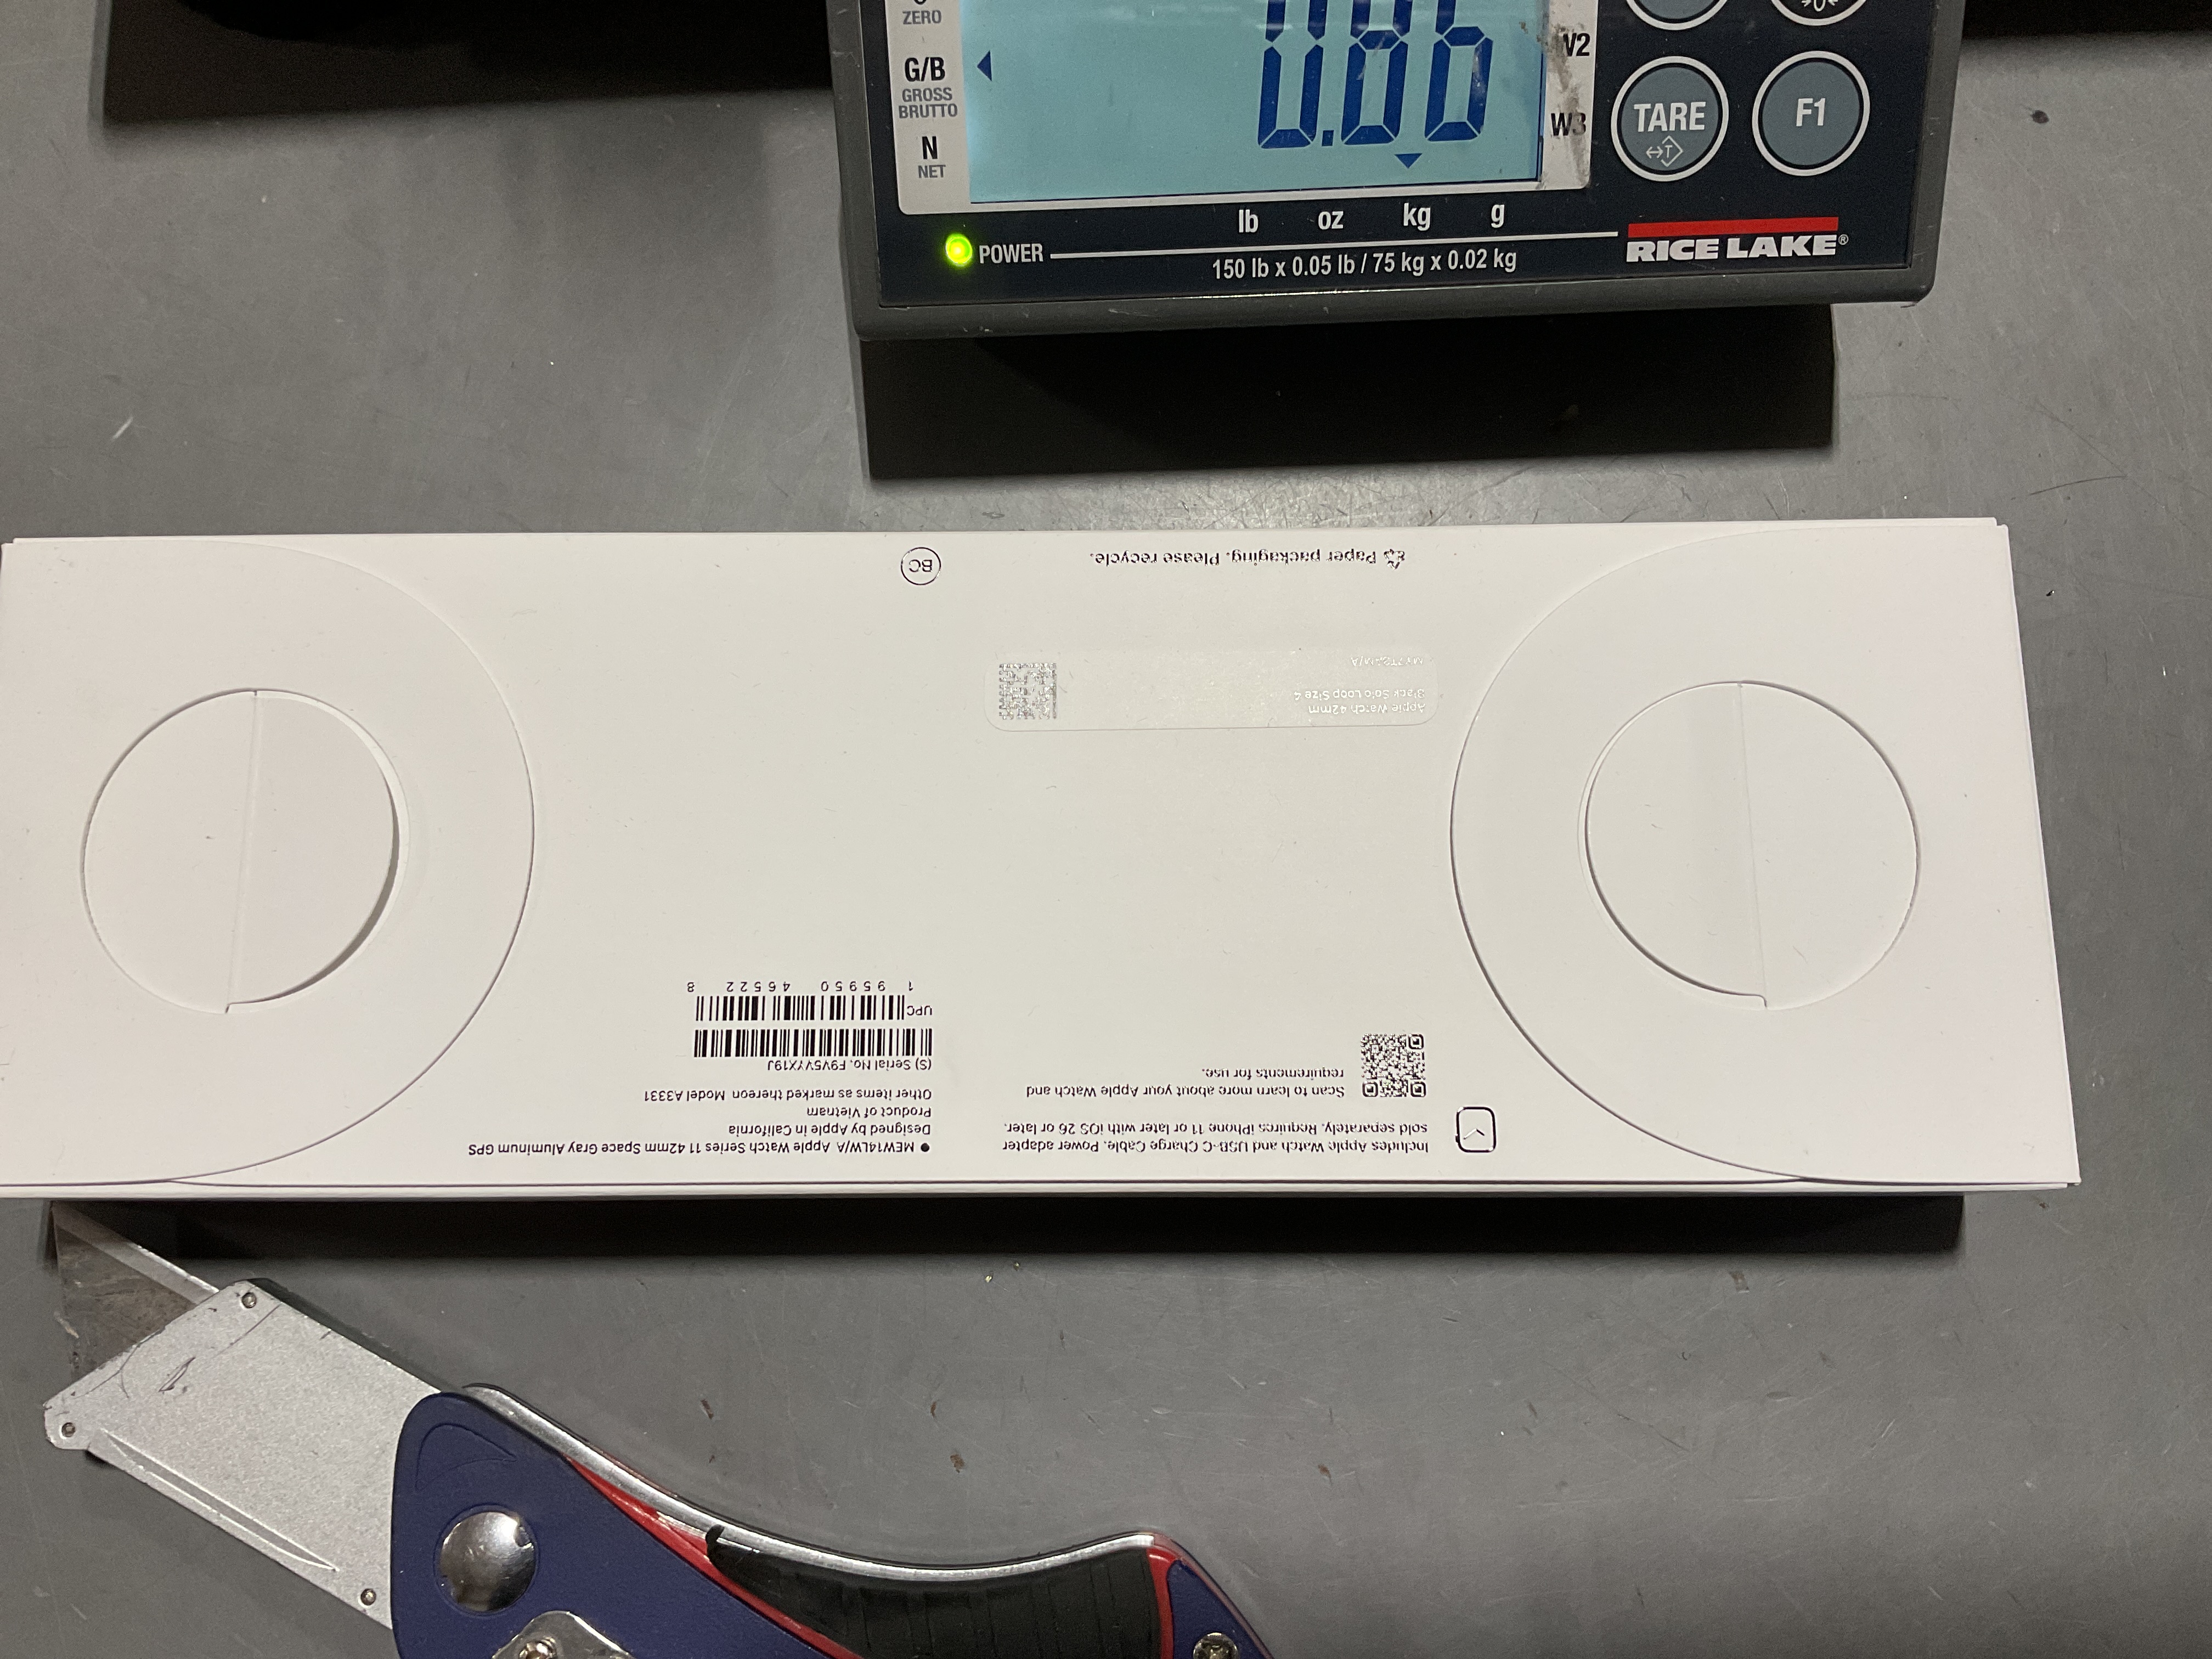 ZERO
G/B
GROSS
BRUTTO
N
NET
0.86
W2
W3
TARE
T
F1
lb oz kg g
POWER
150 lb x 0.05 lb / 75 kg x 0.02 kg
RICE LAKE®
Includes Apple Watch and USB-C Charge Cable. Power adapter
sold separately. Requires iPhone 11 or later with iOS 26 or later.
Scan to learn more about your Apple Watch and
requirements for use.
● MEW14LW/A Apple Watch Series 11 42mm Space Gray Aluminum GPS
Designed by Apple in California
Product of Vietnam
Other items as marked thereon Model A3331
(S) Serial No. F9V5VYX19J
UPC
1 95950 46522 8
Apple Watch 42mm
Black Solo Loop Size 4
Paper packaging. Please recycle.
BC